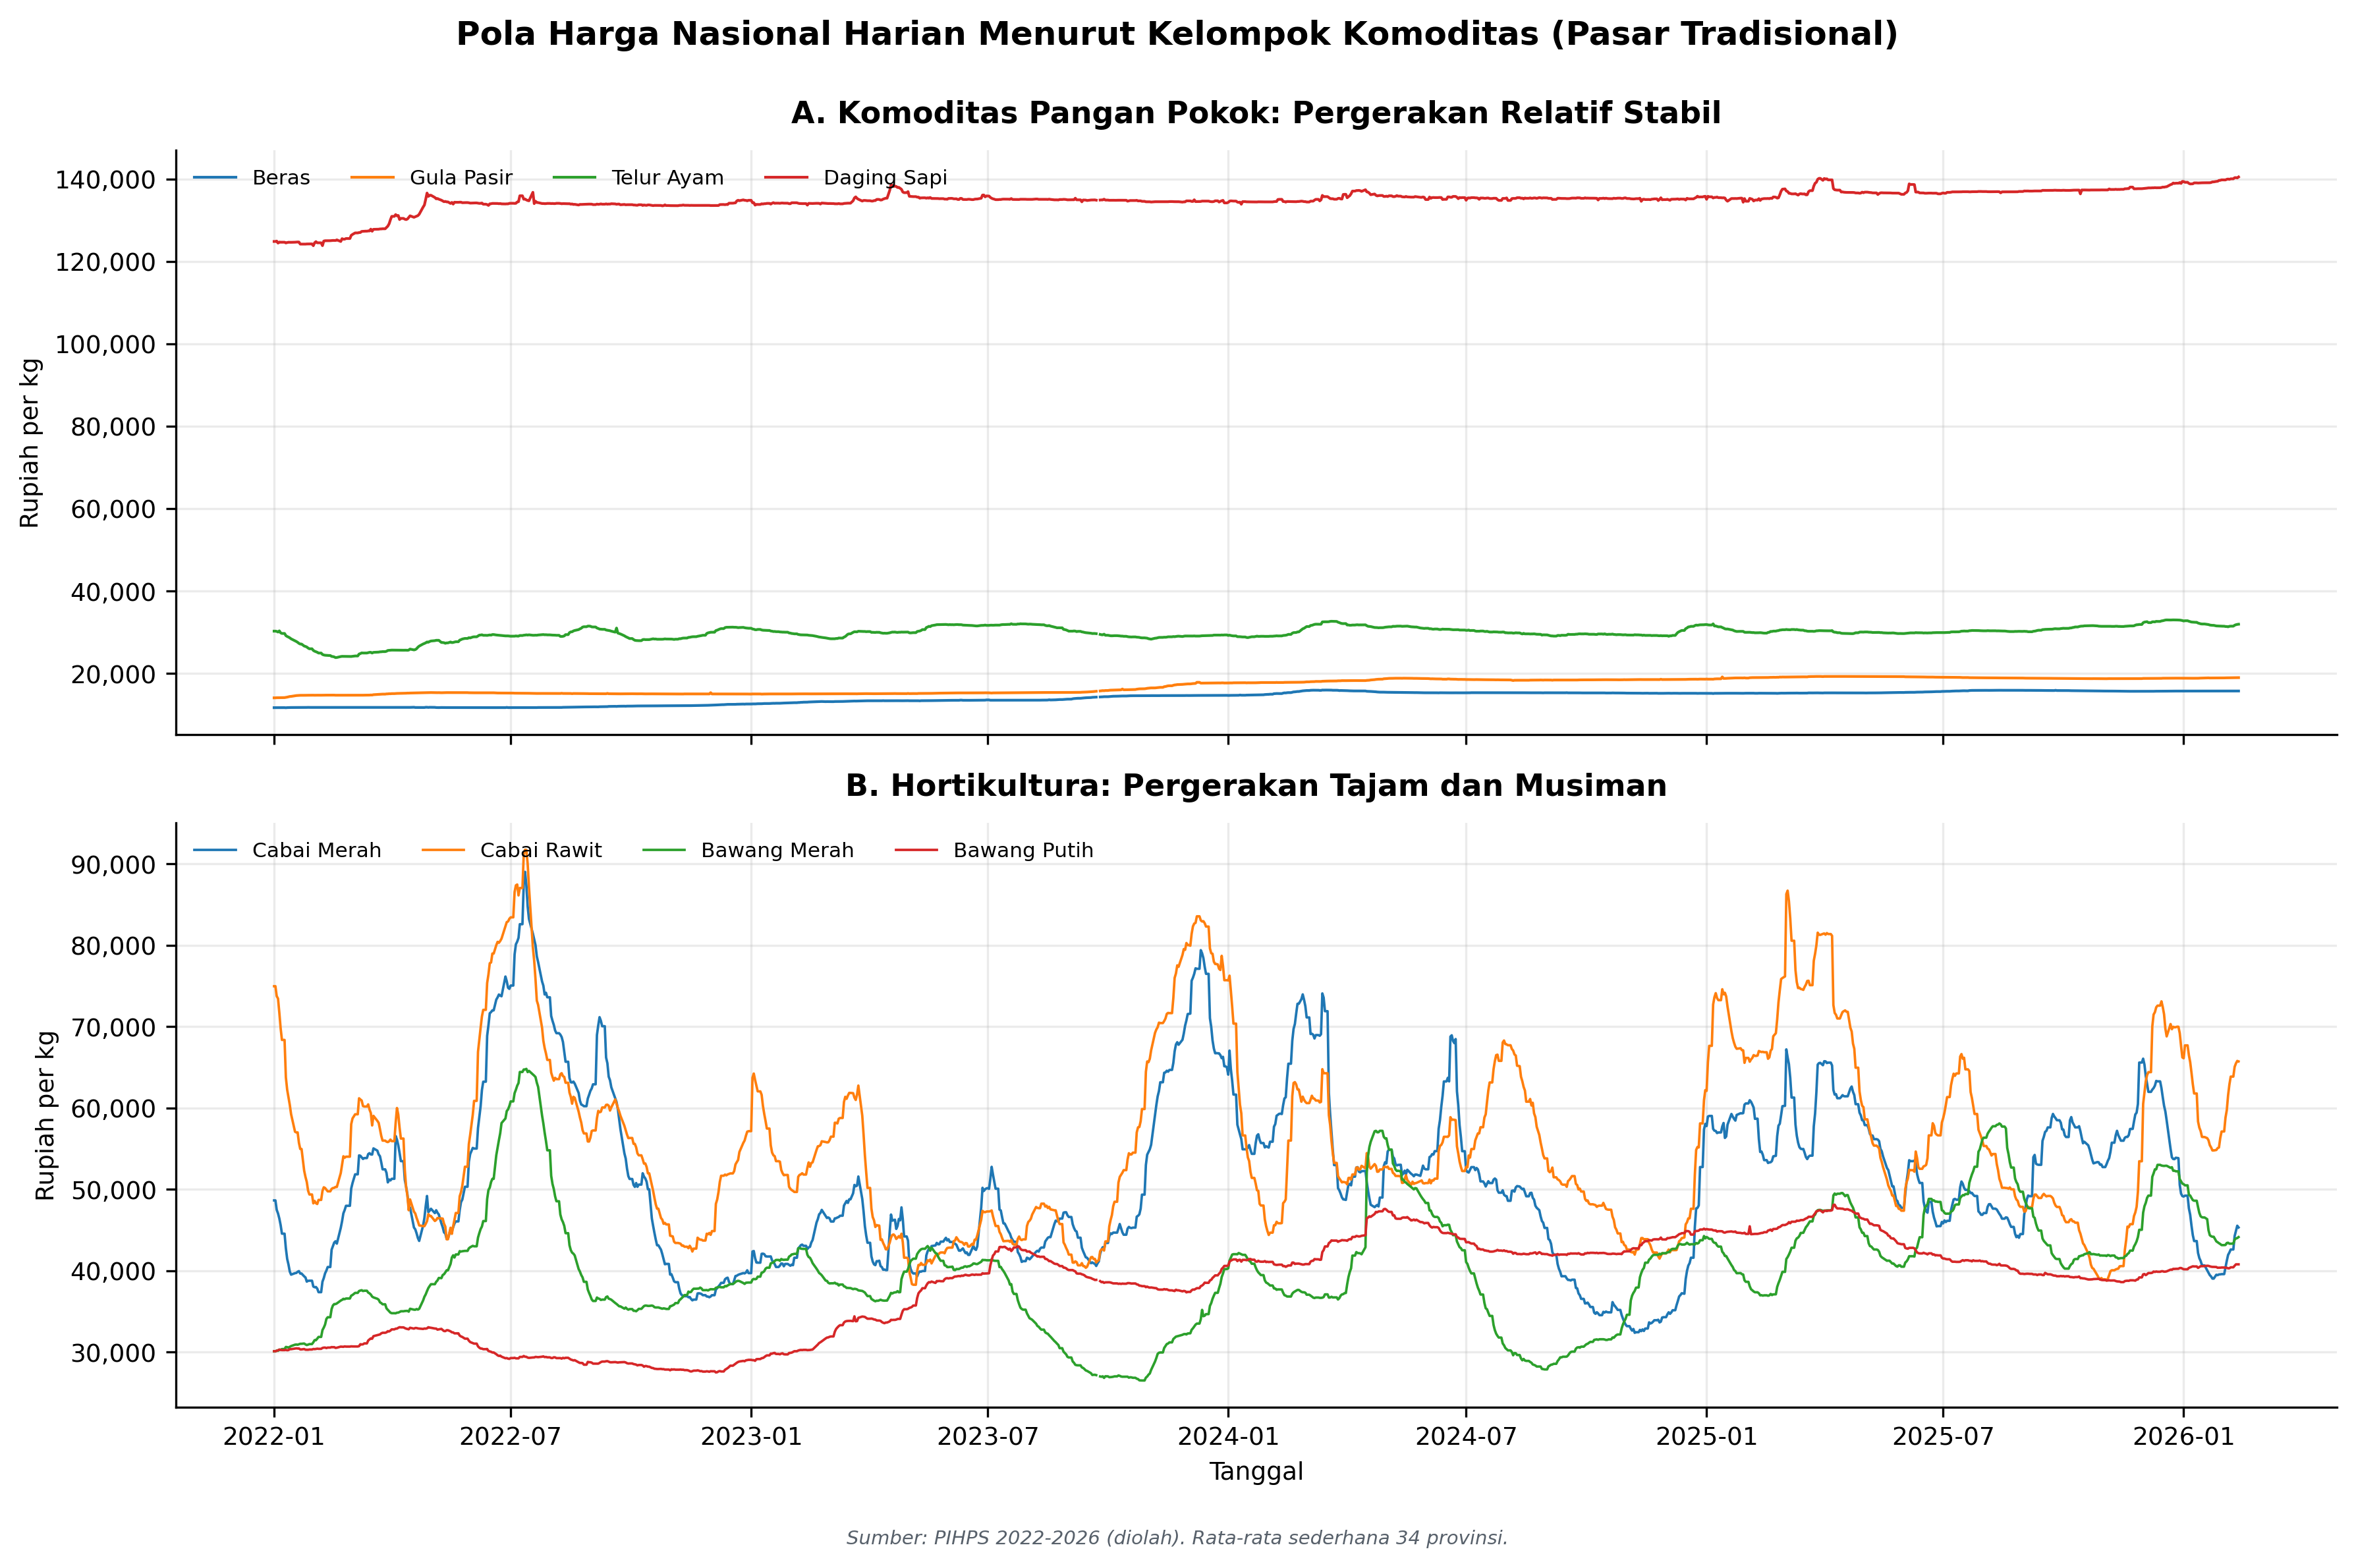 Pola Harga Nasional Harian Menurut Kelompok Komoditas (Pasar Tradisional)
A. Komoditas Pangan Pokok: Pergerakan Relatif Stabil
Beras Gula Pasir Telur Ayam Daging Sapi
Rupiah per kg
140,000
120,000
100,000
80,000
60,000
40,000
20,000
B. Hortikultura: Pergerakan Tajam dan Musiman
Cabai Merah Cabai Rawit Bawang Merah Bawang Putih
Rupiah per kg
90,000
80,000
70,000
60,000
50,000
40,000
30,000
2022-01 2022-07 2023-01 2023-07 2024-01 2024-07 2025-01 2025-07 2026-01
Tanggal
Sumber: PIHPS 2022-2026 (diolah). Rata-rata sederhana 34 provinsi.